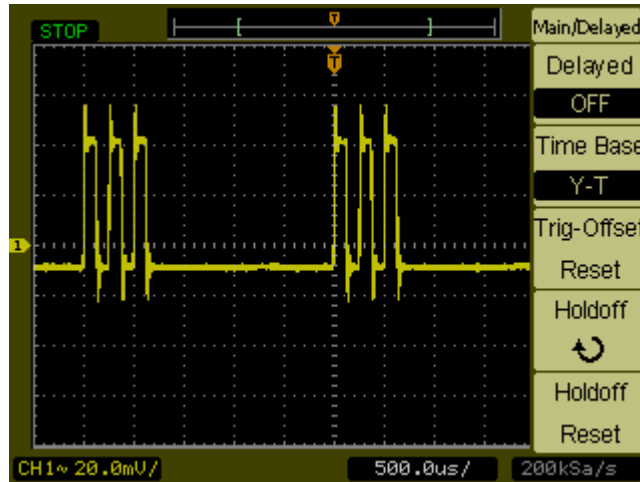 STOP
T
Main/Delayed
T
Delayed
OFF
Time Base
Y-T
1
Trig-Offset
Reset
Holdoff
Holdoff
Reset
CH1~ 20.0mV/ 500.0us/ 200kSa/s